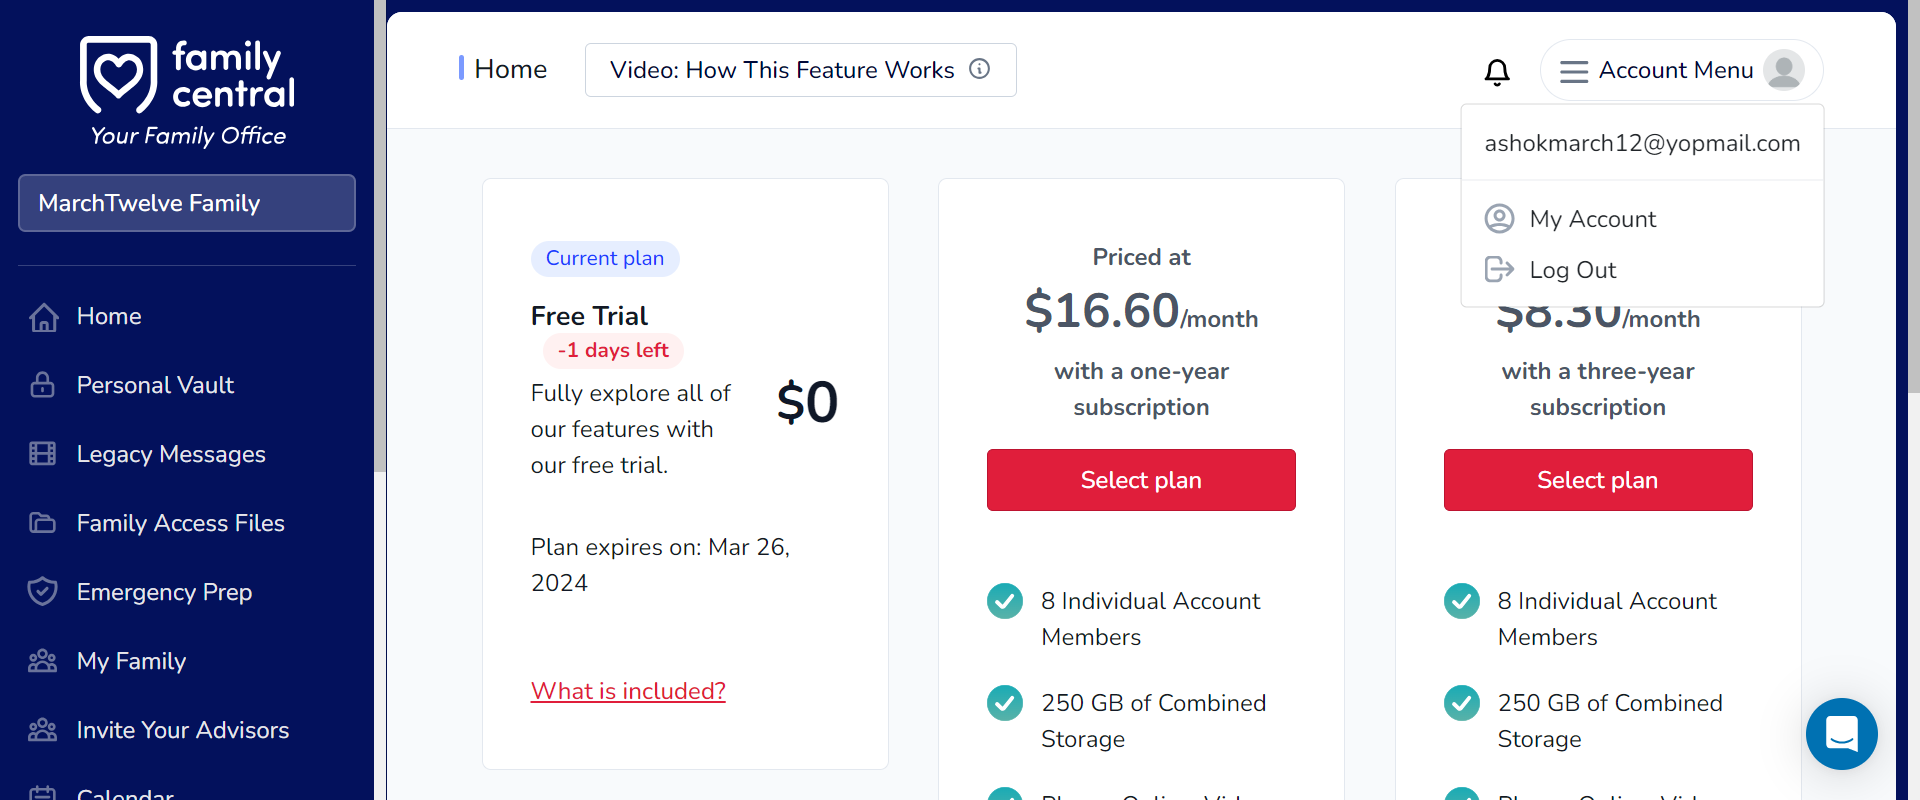 family
central
Your Family Office
MarchTwelve Family
Home
Personal Vault
Legacy Messages
Family Access Files
Emergency Prep
My Family
Invite Your Advisors
Calendar
Home
Video: How This Feature Works
Account Menu
ashokmarch12@yopmail.com
My Account
Log Out
Current plan
Free Trial
-1 days left
Fully explore all of
our features with
our free trial.
$0
Plan expires on: Mar 26,
2024
What is included?
Priced at
$16.60/month
with a one-year
subscription
Select plan
8 Individual Account
Members
250 GB of Combined
Storage
$8.30/month
with a three-year
subscription
Select plan
8 Individual Account
Members
250 GB of Combined
Storage